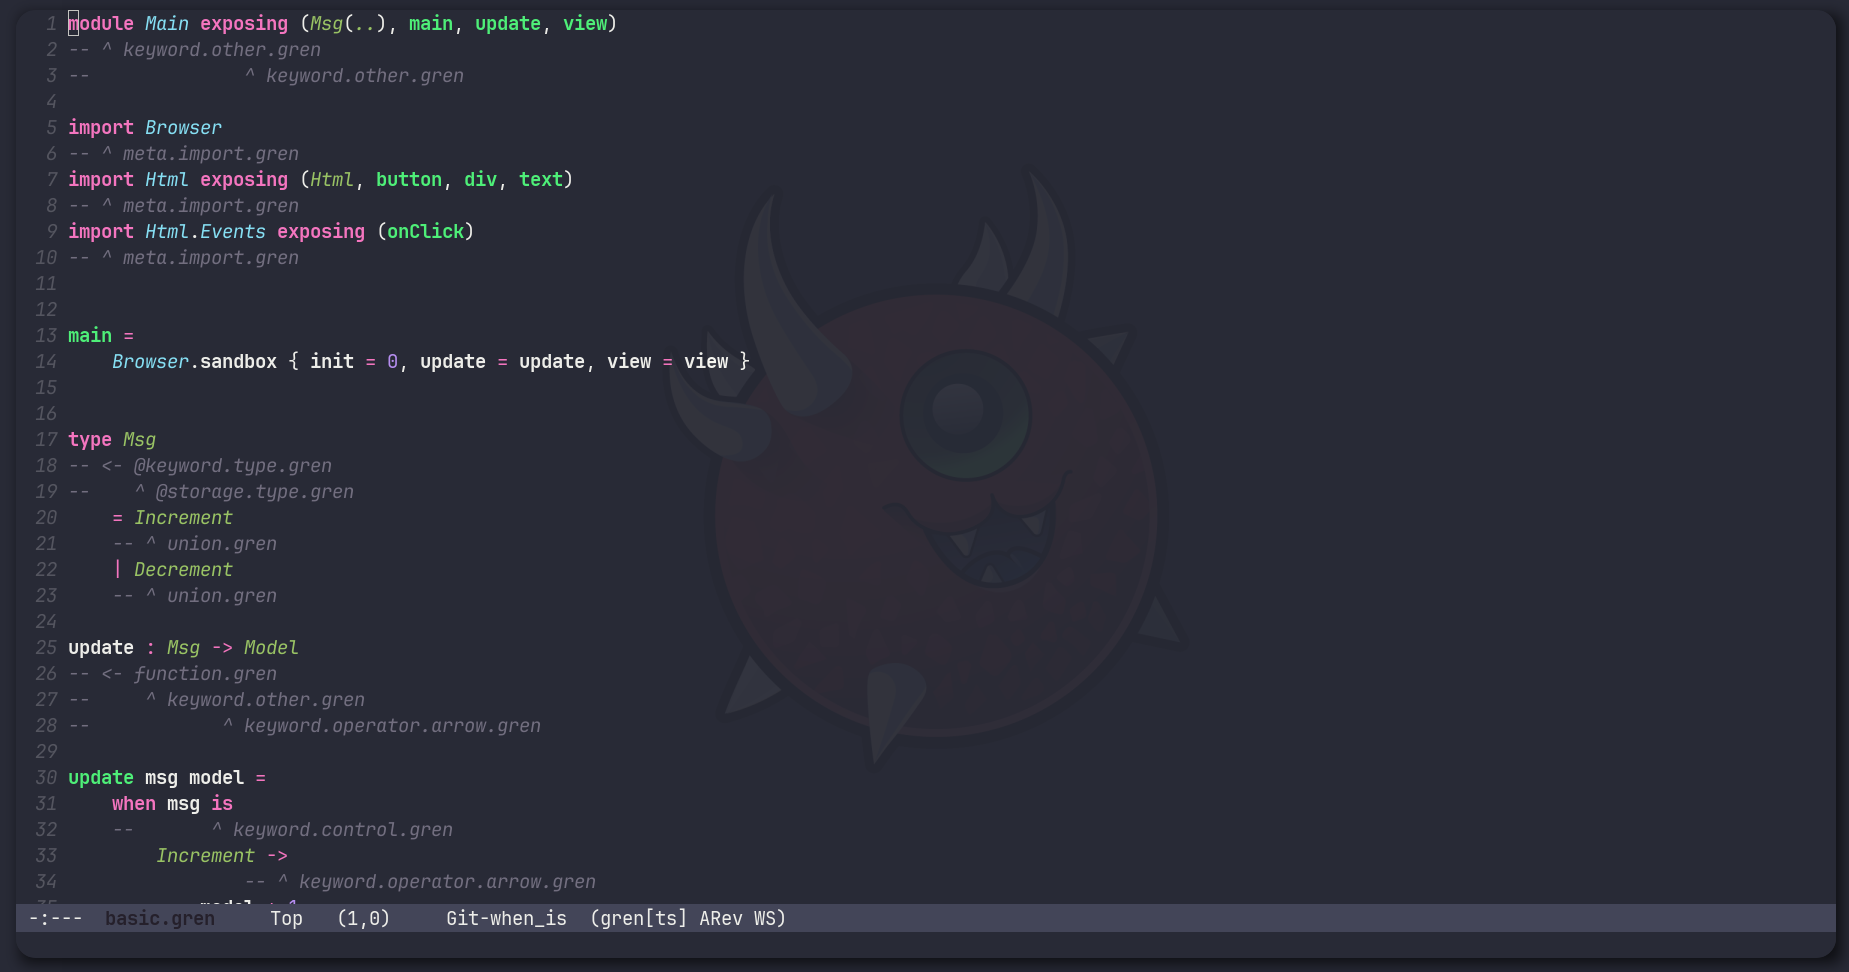 1 module Main exposing (Msg(..), main, update, view)
2 -- ^ keyword.other.gren
3 --              ^ keyword.other.gren
4
5 import Browser
6 -- ^ meta.import.gren
7 import Html exposing (Html, button, div, text)
8 -- ^ meta.import.gren
9 import Html.Events exposing (onClick)
10 -- ^ meta.import.gren
11
12
13 main =
14     Browser.sandbox { init = 0, update = update, view = view }
15
16
17 type Msg
18 -- <- @keyword.type.gren
19 --    ^ @storage.type.gren
20     = Increment
21     -- ^ union.gren
22     | Decrement
23     -- ^ union.gren
24
25 update : Msg -> Model
26 -- <- function.gren
27 --     ^ keyword.other.gren
28 --            ^ keyword.operator.arrow.gren
29
30 update msg model =
31     when msg is
32     --       ^ keyword.control.gren
33         Increment ->
34                 -- ^ keyword.operator.arrow.gren
35             model + 1
-:---  basic.gren     Top   (1,0)     Git-when_is  (gren[ts] ARev WS)